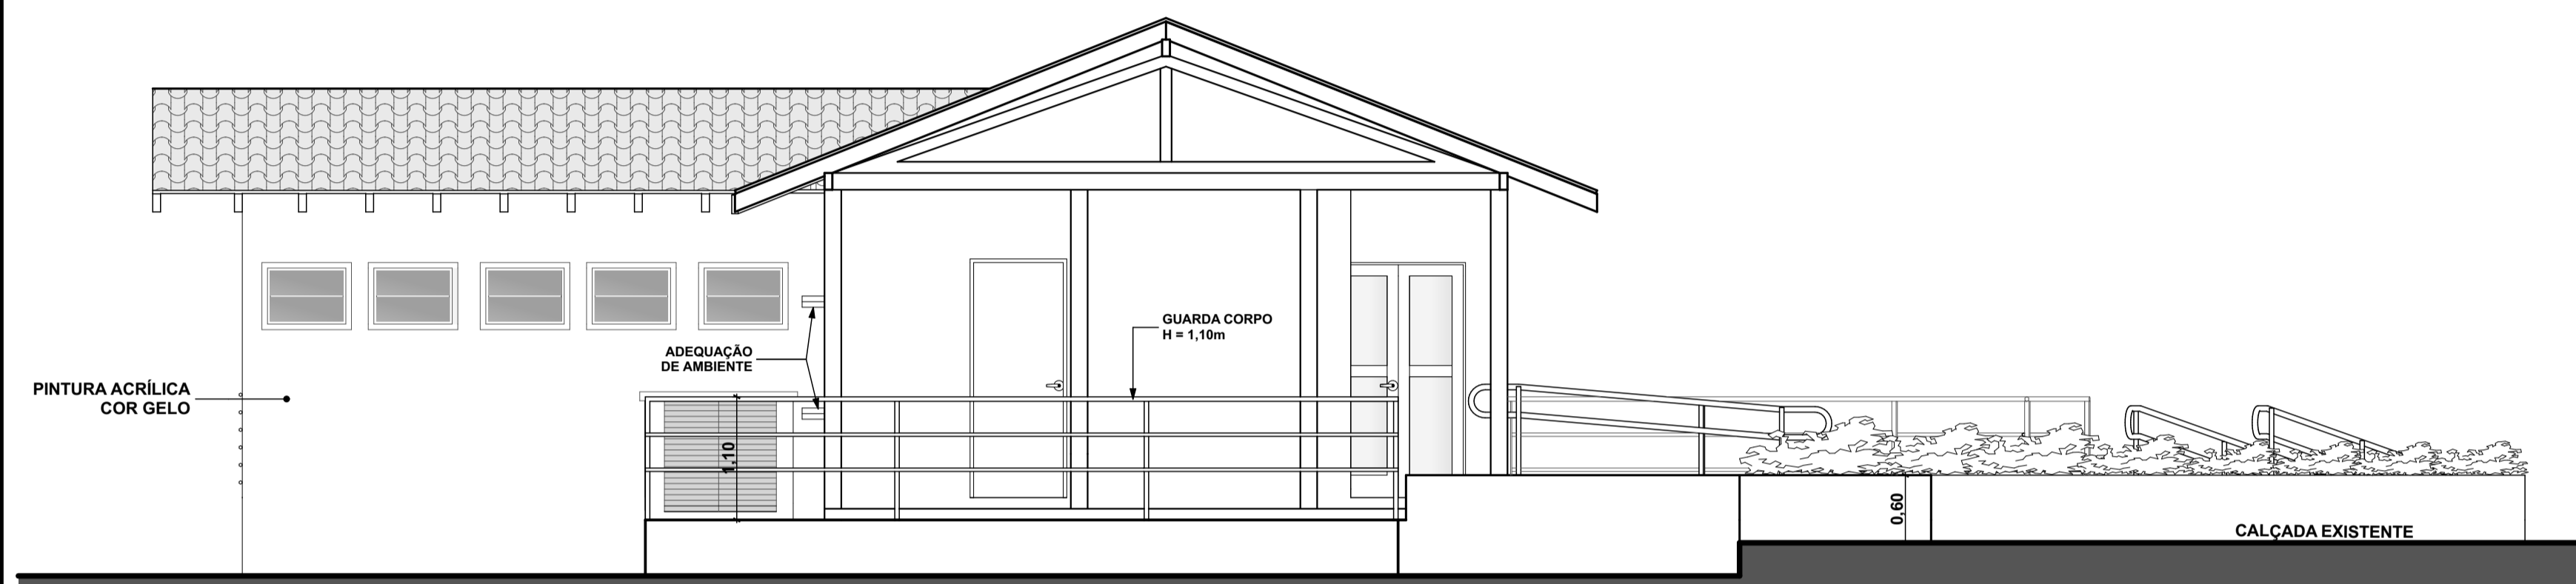 PINTURA ACRÍLICA
COR GELO
ADEQUAÇÃO
DE AMBIENTE
GUARDA CORPO
H = 1,10m
1,10
0,60
CALÇADA EXISTENTE